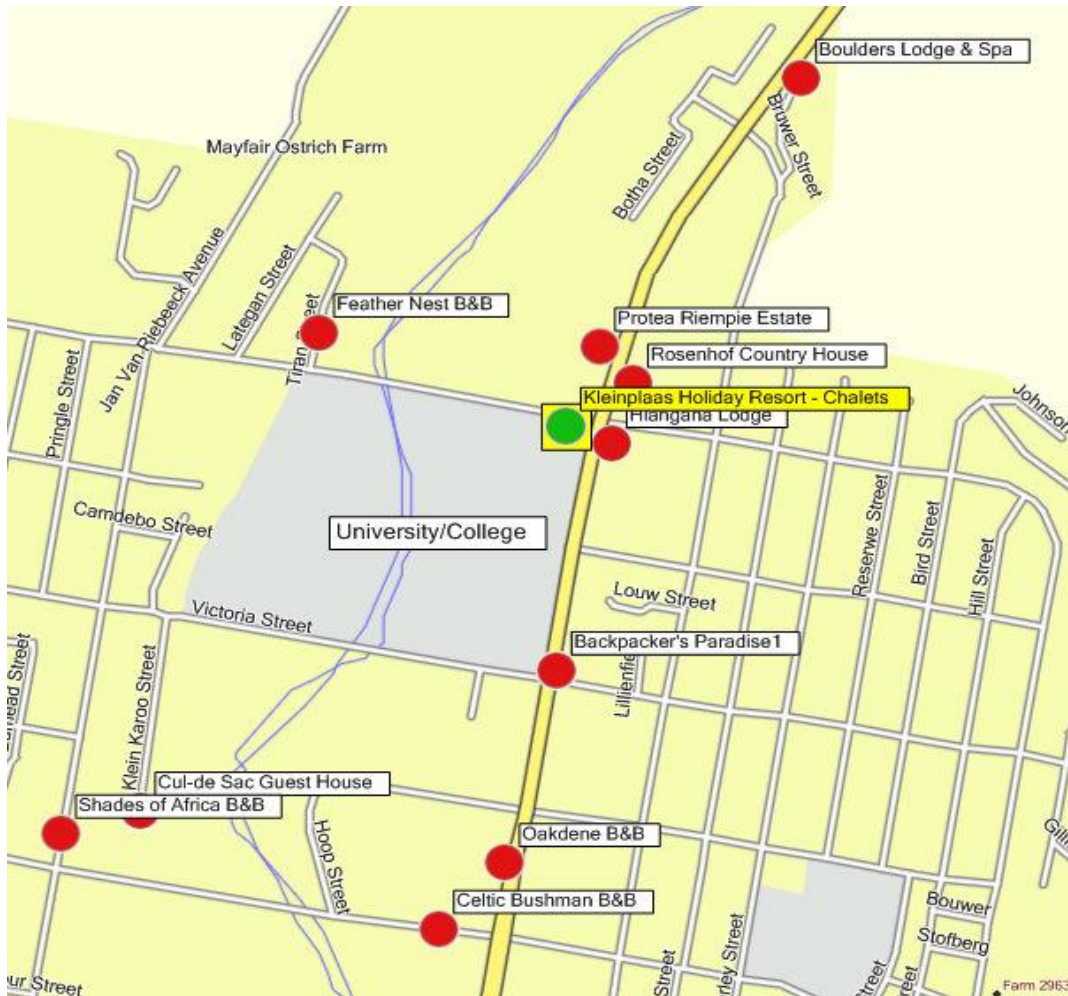 Boulders Lodge & Spa
Bruwer Street
Mayfair Ostrich Farm
Botha Street
Jan Van Riebeeck Avenue
Lategan Street
Feather Nest B&B
Protea Riempie Estate
Rosenhof Country House
Kleinplaas Holiday Resort - Chalets
Hlangana Lodge
Johnson
Pringle Street
Camdebo Street
University/College
Reserwe Street
Bird Street
Hill Street
Louw Street
Victoria Street
Backpacker's Paradise1
Klein Karoo Street
Cul-de Sac Guest House
Shades of Africa B&B
Hoop Street
Oakdene B&B
Celtic Bushman B&B
Bouwer
Stofberg
Street
Farm 2963